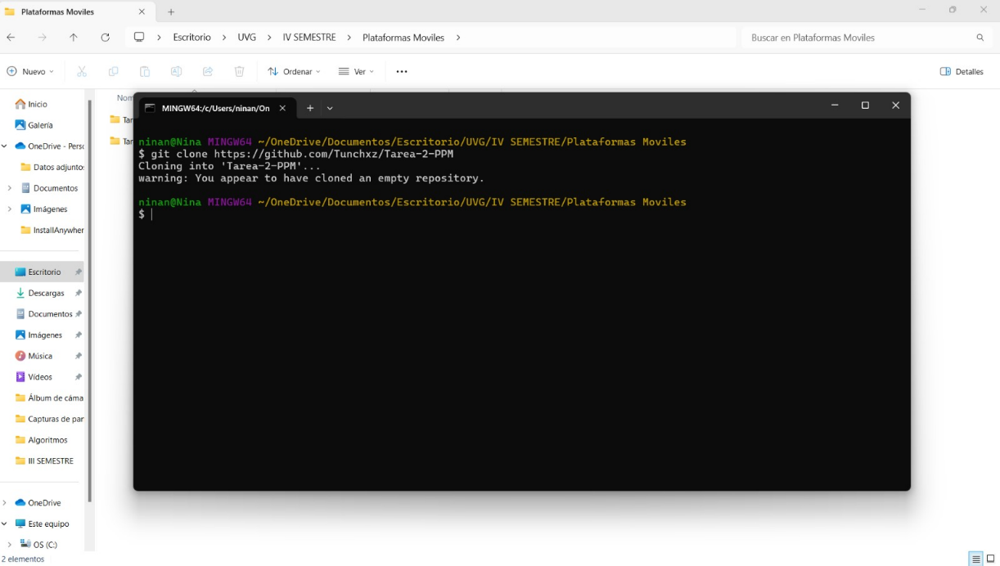 Plataformas Moviles
Escritorio > UVG > IV SEMESTRE > Plataformas Moviles >
Buscar en Plataformas Moviles
Nuevo
Ordenar
Ver
Detalles
Inicio
Galería
OneDrive - Perso
Datos adjuntos
Documentos
Imágenes
InstallAnywher
Escritorio
Descargas
Documentos
Imágenes
Música
Vídeos
Álbum de cáma
Capturas de par
Algoritmos
III SEMESTRE
OneDrive
Este equipo
OS (C:)
2 elementos
Nom
Tar
Tar
MINGW64:/c/Users/ninan/On
ninan@Nina MINGW64 ~/OneDrive/Documentos/Escritorio/UVG/IV SEMESTRE/Plataformas Moviles
$ git clone https://github.com/Tunchxz/Tarea-2-PPM
Cloning into 'Tarea-2-PPM'...
warning: You appear to have cloned an empty repository.
ninan@Nina MINGW64 ~/OneDrive/Documentos/Escritorio/UVG/IV SEMESTRE/Plataformas Moviles
$